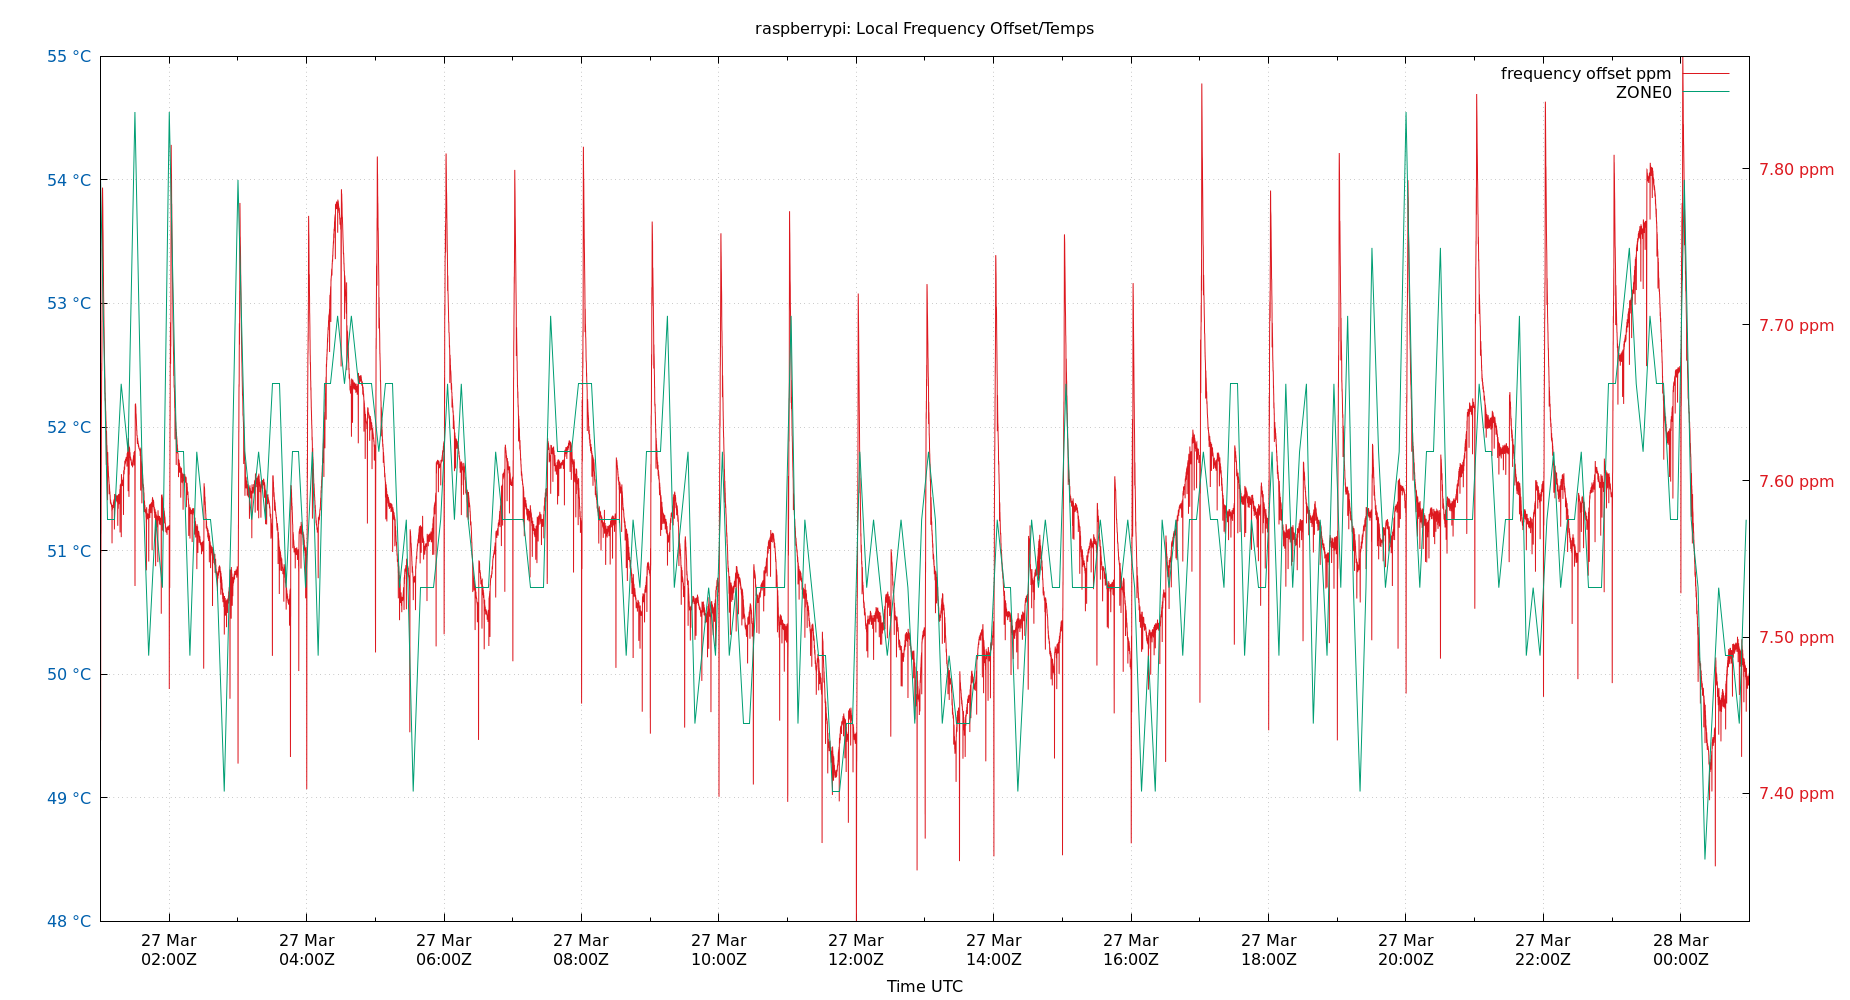 raspberrypi: Local Frequency Offset/Temps
frequency offset ppm
ZONE0
55 °C
54 °C
53 °C
52 °C
51 °C
50 °C
49 °C
48 °C
7.80 ppm
7.70 ppm
7.60 ppm
7.50 ppm
7.40 ppm
27 Mar 27 Mar 27 Mar 27 Mar 27 Mar 27 Mar 27 Mar 27 Mar 27 Mar 27 Mar 27 Mar 28 Mar
02:00Z 04:00Z 06:00Z 08:00Z 10:00Z 12:00Z 14:00Z 16:00Z 18:00Z 20:00Z 22:00Z 00:00Z
Time UTC